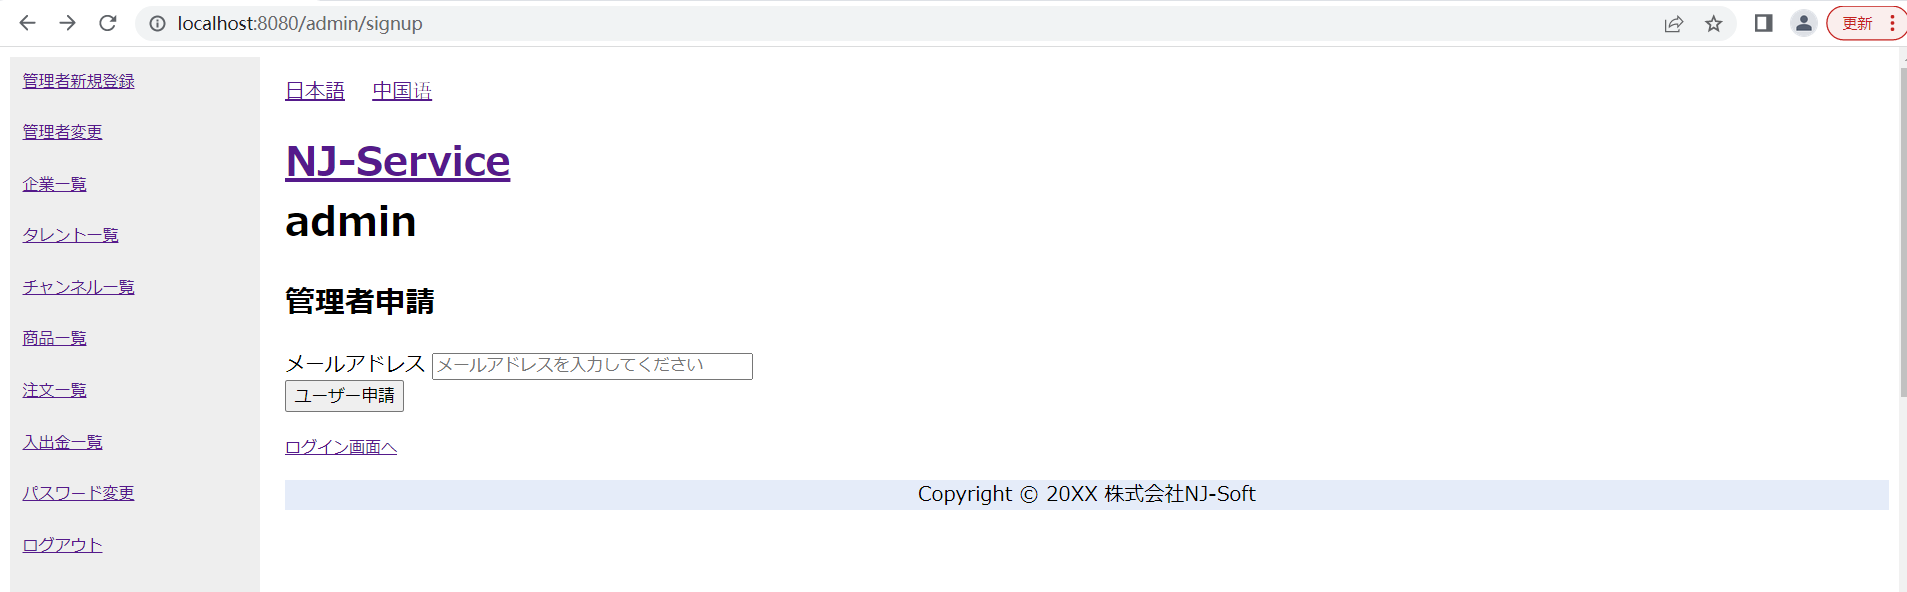 localhost:8080/admin/signup
更新
管理者新規登録
管理者変更
企業一覧
タレント一覧
チャンネル一覧
商品一覧
注文一覧
入出金一覧
パスワード変更
ログアウト
日本語 中国语
NJ-Service
admin
管理者申請
メールアドレス メールアドレスを入力してください
ユーザー申請
ログイン画面へ
Copyright © 20XX 株式会社NJ-Soft